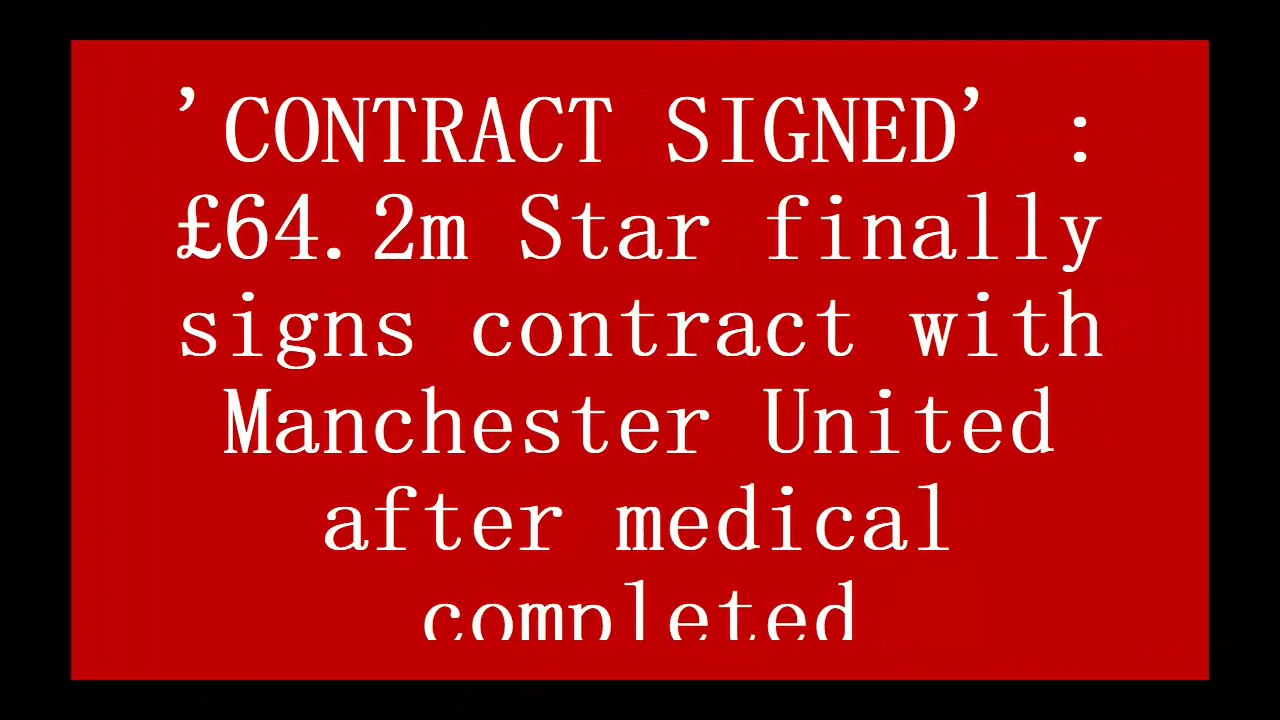 ’CONTRACT SIGNED’ :
£64.2m Star finally
signs contract with
Manchester United
after medical
completed